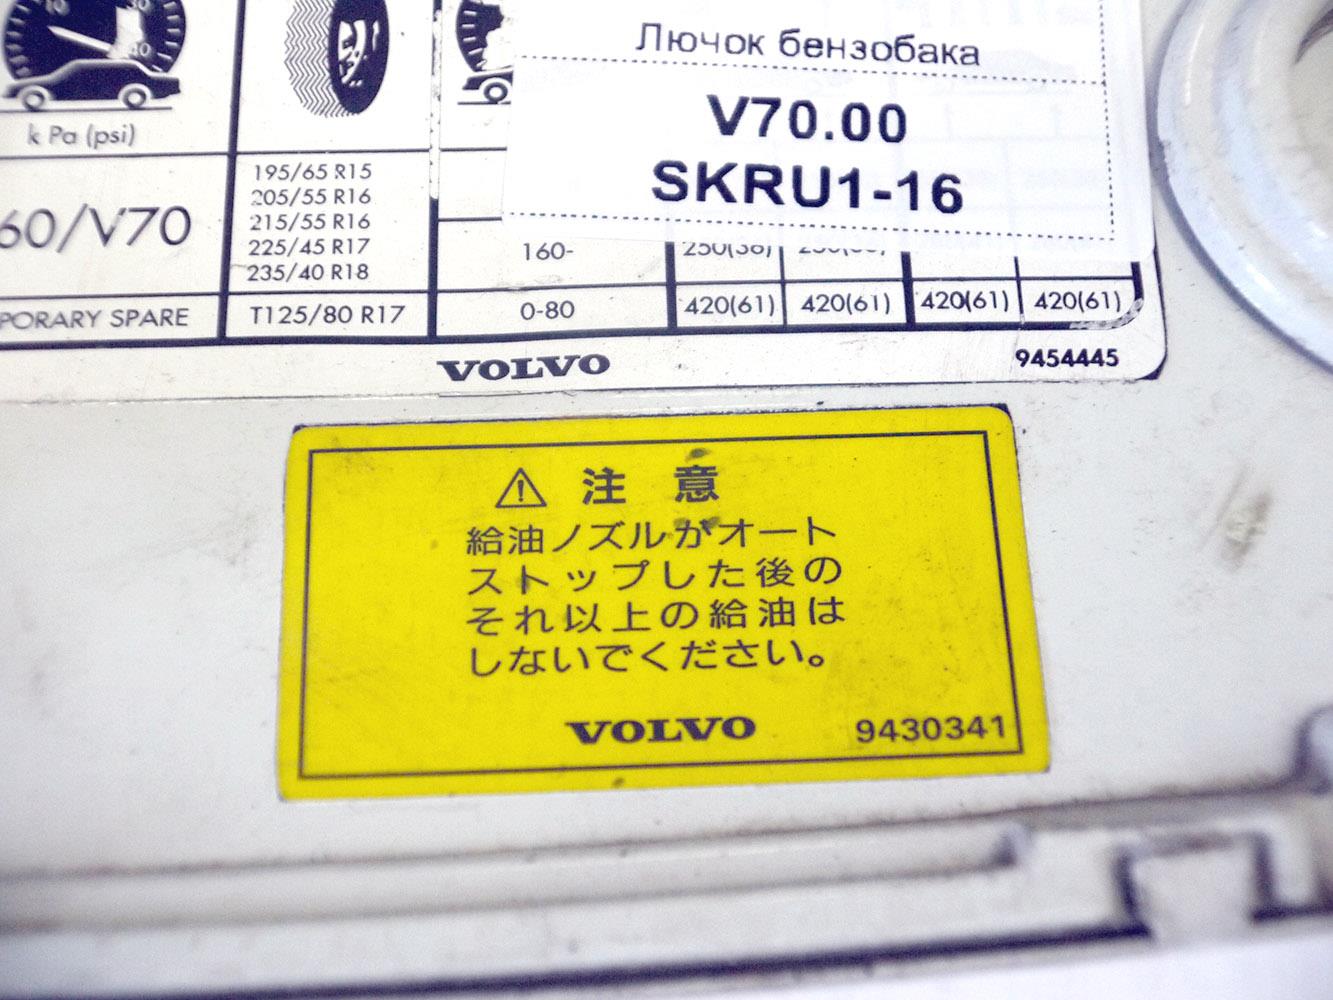 10 30
40
k Pa (psi)
60/V70
195/65 R15
205/55 R16
215/55 R16
225/45 R17
235/40 R18
160-
TEMPORARY SPARE
T125/80 R17
0-80
420(61) 420(61) 420(61) 420(61)
VOLVO
9454445
Лючок бензобака
V70.00
SKRU1-16
⚠ 注 意
給油ノズルがオート
ストップした後の
それ以上の給油は
しないでください。
VOLVO
9430341